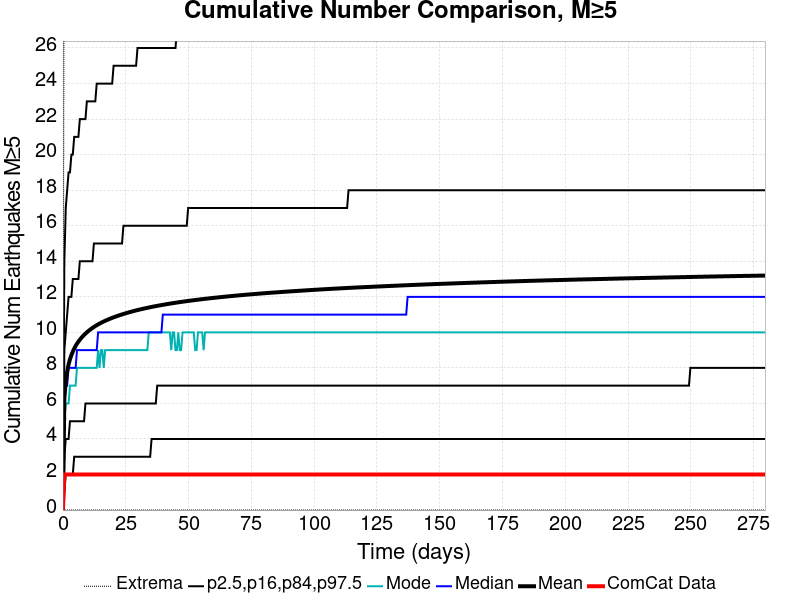 Cumulative Number Comparison, M≥5
Cumulative Num Earthquakes M≥5
26
24
22
20
18
16
14
12
10
8
6
4
2
0
0 25 50 75 100 125 150 175 200 225 250 275
Time (days)
Extrema p2.5,p16,p84,p97.5 Mode Median Mean ComCat Data